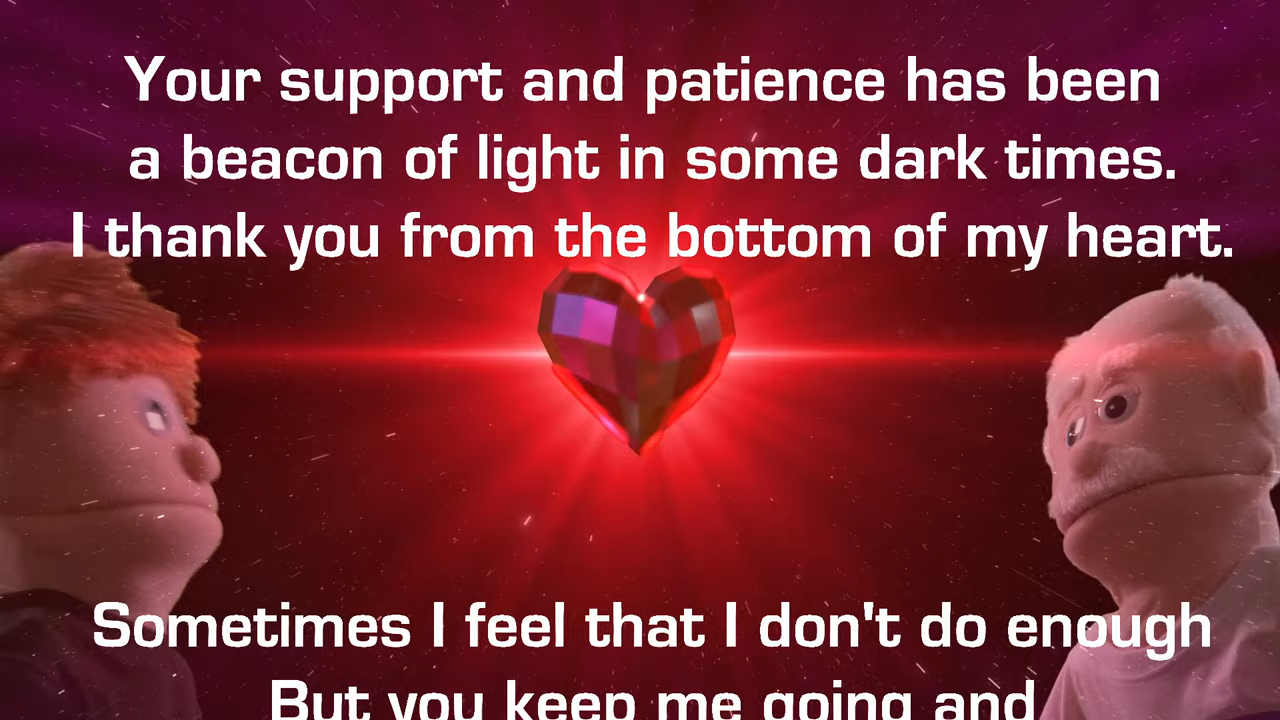 Your support and patience has been
a beacon of light in some dark times.
I thank you from the bottom of my heart.
Sometimes I feel that I don't do enough
But you keep me going and